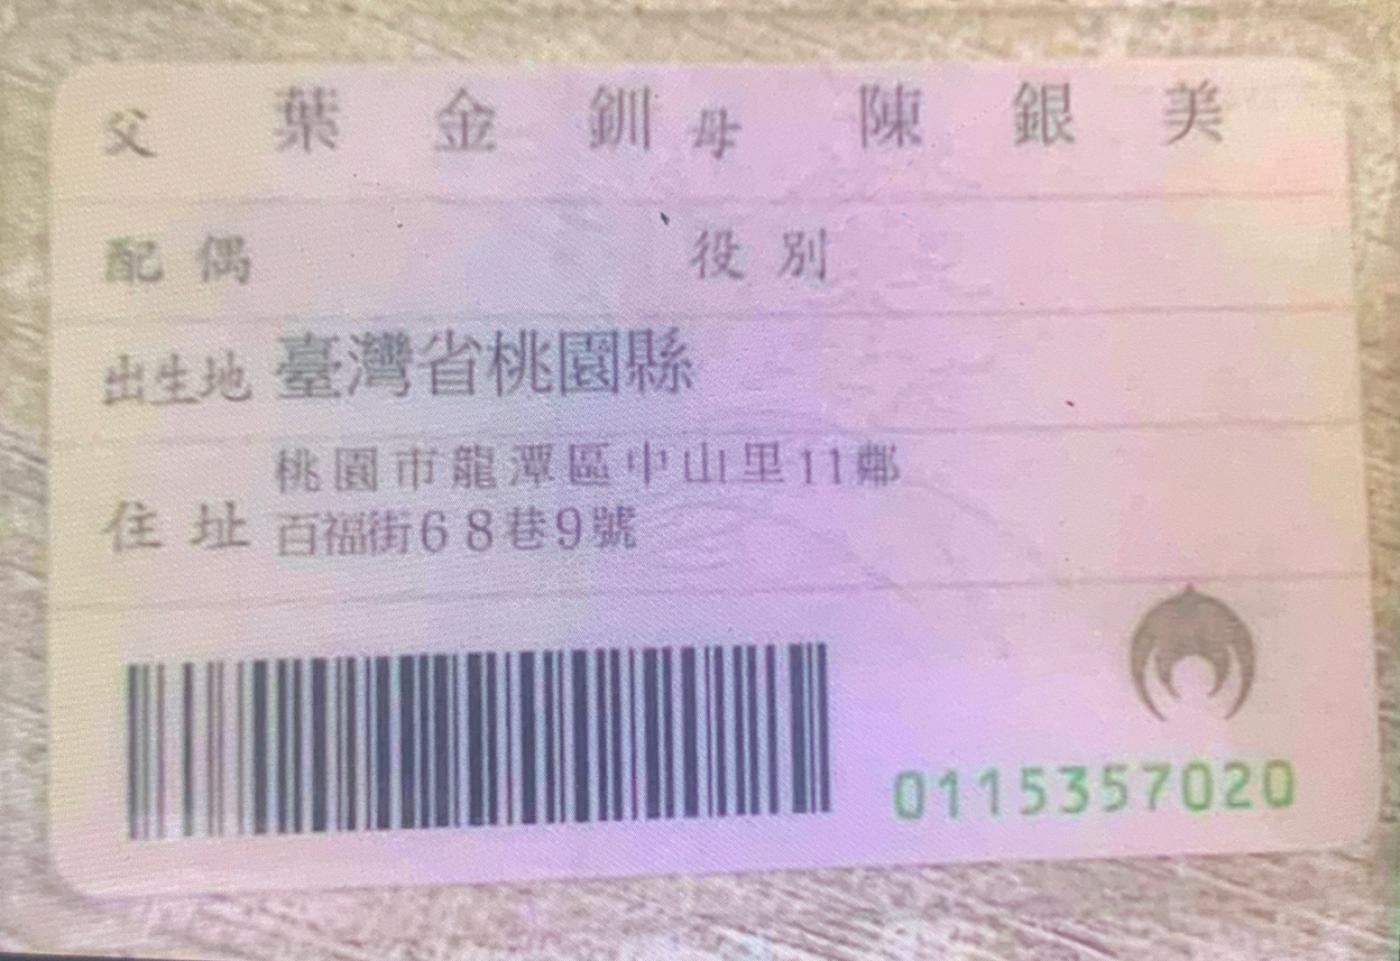 父 葉金釧 母 陳銀美
配偶 役別
出生地 臺灣省桃園縣
住址 桃園市龍潭區中山里11鄰
百福街68巷9號
0115357020